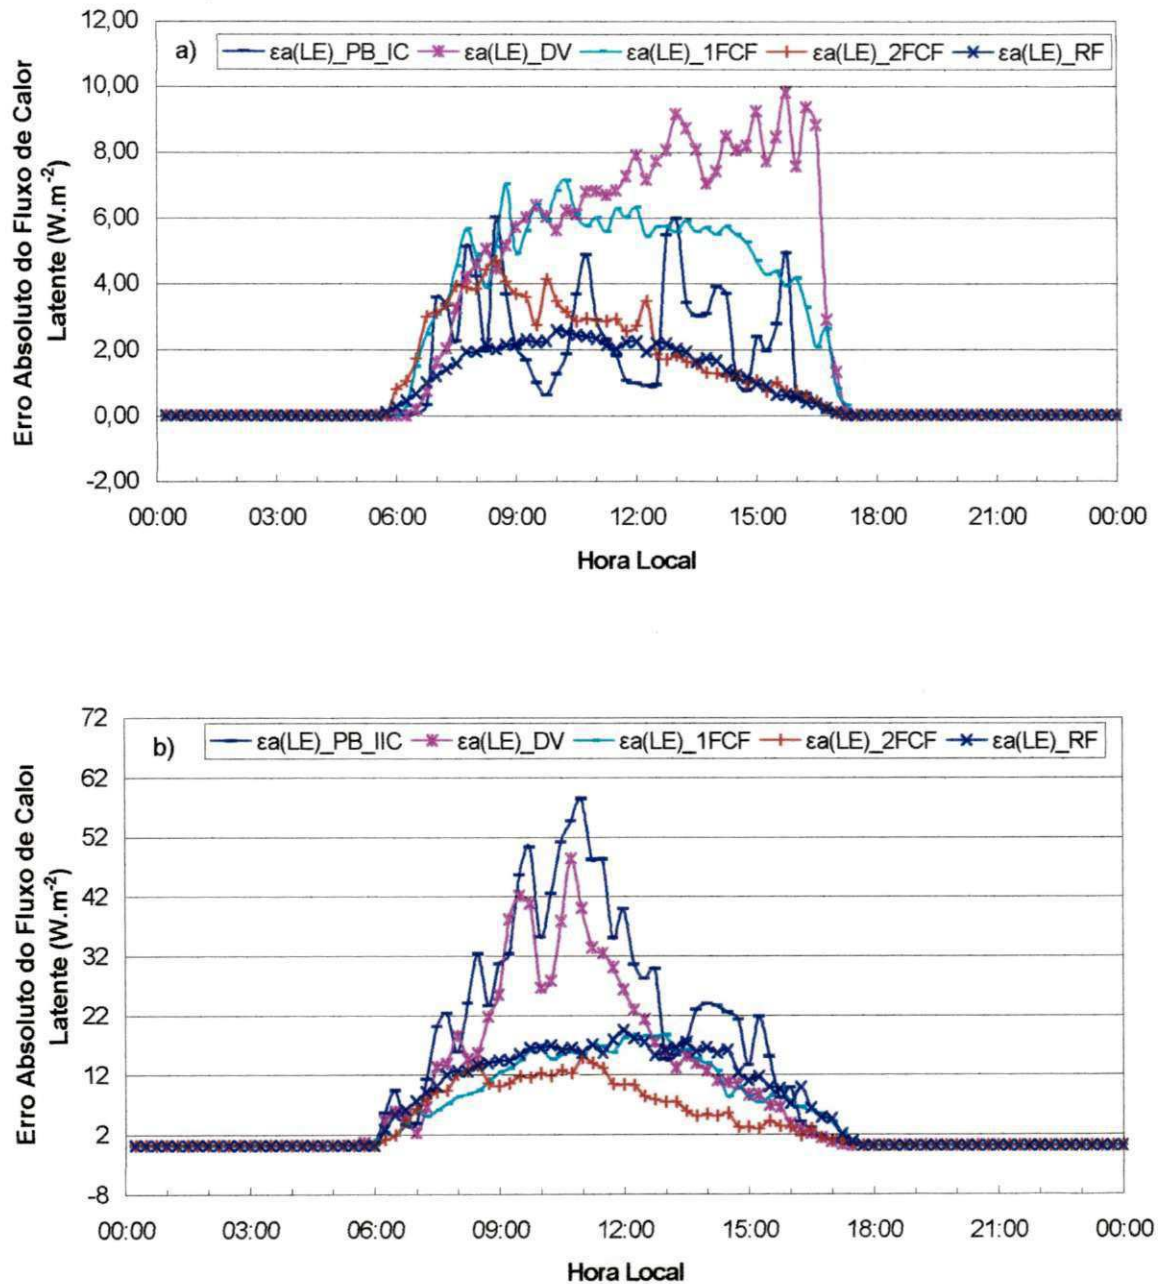 12,00
a) εa(LE)_PB_IC εa(LE)_DV εa(LE)_1FCF εa(LE)_2FCF εa(LE)_RF
10,00
8,00
6,00
4,00
2,00
0,00
-2,00
Erro Absoluto do Fluxo de Calor
Latente (W.m-2)
00:00 03:00 06:00 09:00 12:00 15:00 18:00 21:00 00:00
Hora Local
72
b) εa(LE)_PB_IIC εa(LE)_DV εa(LE)_1FCF εa(LE)_2FCF εa(LE)_RF
62
52
42
32
22
12
2
-8
Erro Absoluto do Fluxo de Calor
Latente (W.m-2)
00:00 03:00 06:00 09:00 12:00 15:00 18:00 21:00 00:00
Hora Local